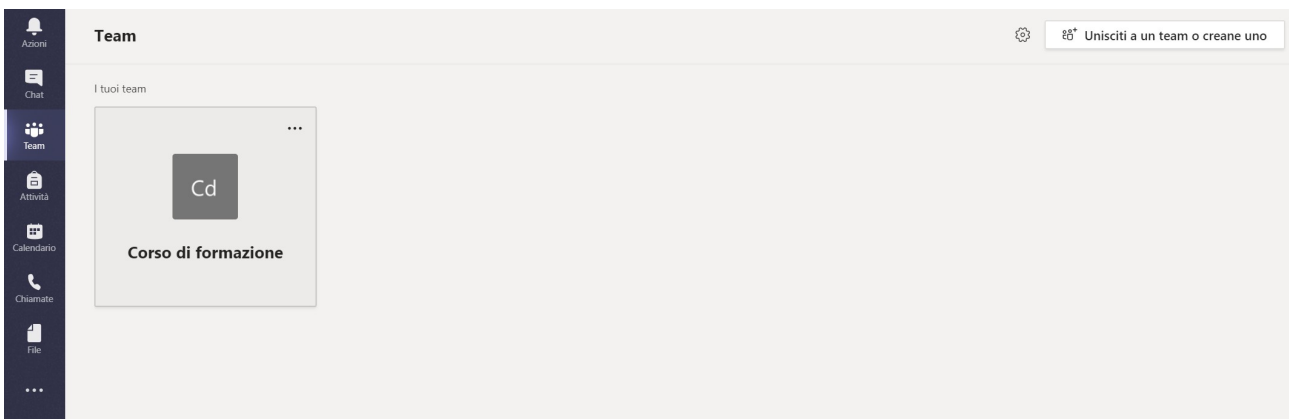 Azioni
Chat
Team
Attività
Calendario
Chiamate
File
Team
Unisciti a un team o creane uno
I tuoi team
Cd
Corso di formazione